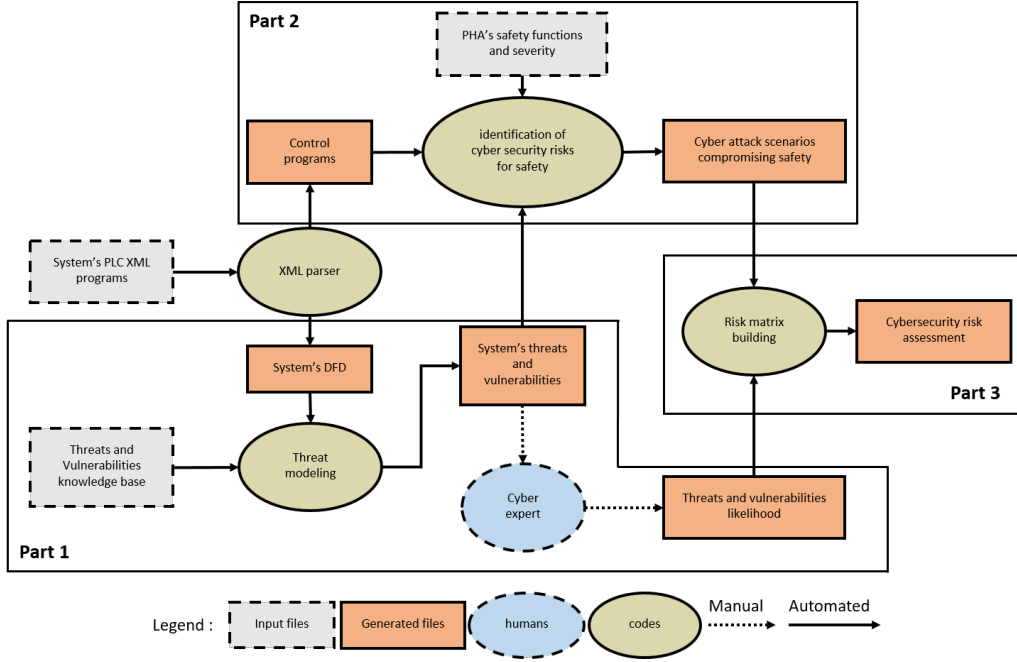 Part 2
PHA's safety functions
and severity
Control
programs
identification of
cyber security risks
for safety
Cyber attack scenarios
compromising safety
System's PLC XML
programs
XML parser
Risk matrix
building
Cybersecurity risk
assessment
Part 3
System's DFD
System's threats
and
vulnerabilities
Threats and
Vulnerabilities
knowledge base
Threat
modeling
Cyber
expert
Threats and vulnerabilities
likelihood
Part 1
Legend :
Input files
Generated files
humans
codes
Manual
Automated